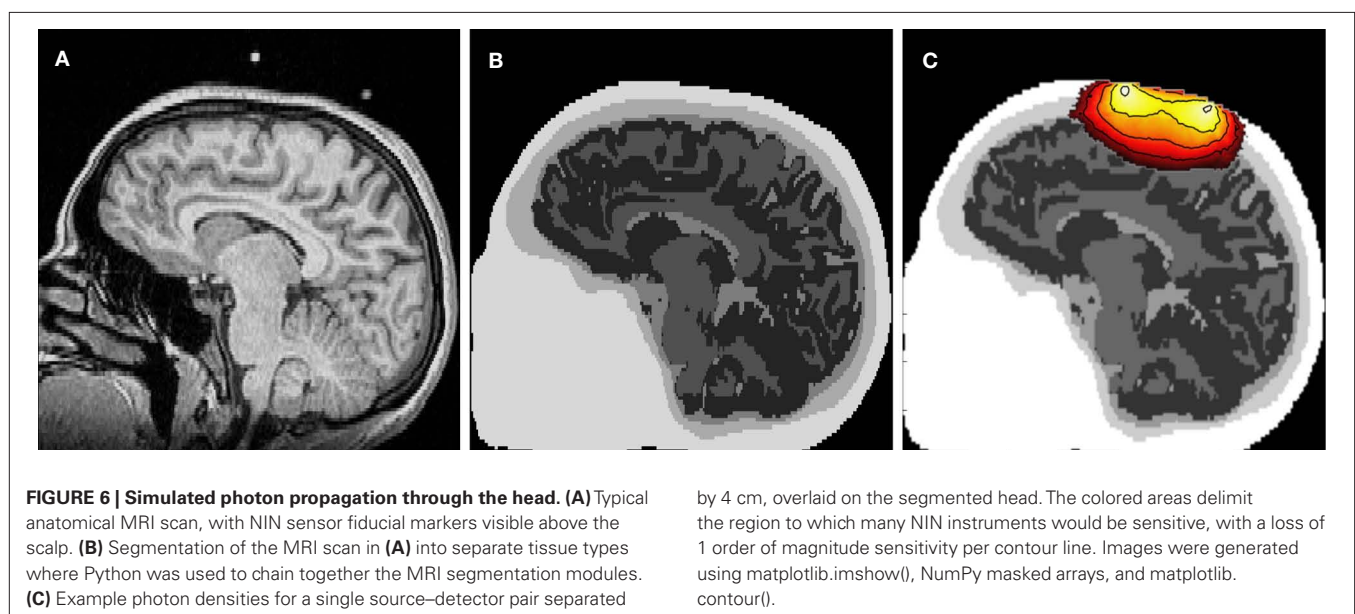 A
B
C
FIGURE 6 | Simulated photon propagation through the head. (A) Typical
anatomical MRI scan, with NIN sensor fiducial markers visible above the
scalp. (B) Segmentation of the MRI scan in (A) into separate tissue types
where Python was used to chain together the MRI segmentation modules.
(C) Example photon densities for a single source–detector pair separated
by 4 cm, overlaid on the segmented head. The colored areas delimit
the region to which many NIN instruments would be sensitive, with a loss of
1 order of magnitude sensitivity per contour line. Images were generated
using matplotlib.imshow(), NumPy masked arrays, and matplotlib.
contour().